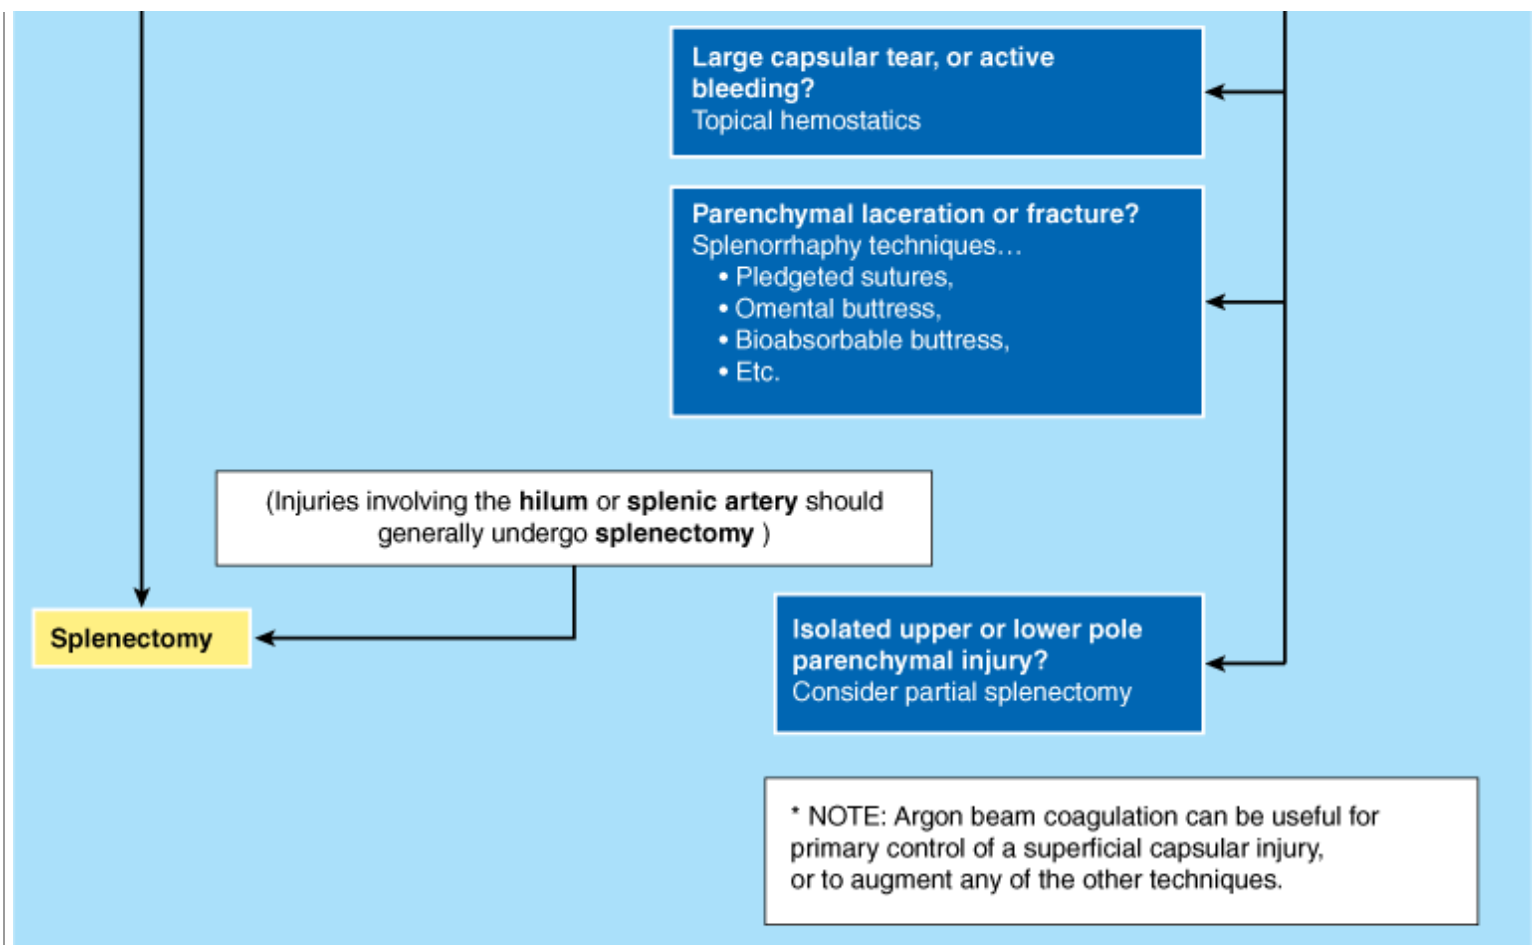 Large capsular tear, or active
bleeding?
Topical hemostatics
Parenchymal laceration or fracture?
Splenorrhaphy techniques…
• Pledgeted sutures,
• Omental buttress,
• Bioabsorbable buttress,
• Etc.
(Injuries involving the hilum or splenic artery should
generally undergo splenectomy )
Splenectomy
Isolated upper or lower pole
parenchymal injury?
Consider partial splenectomy
* NOTE: Argon beam coagulation can be useful for
primary control of a superficial capsular injury,
or to augment any of the other techniques.